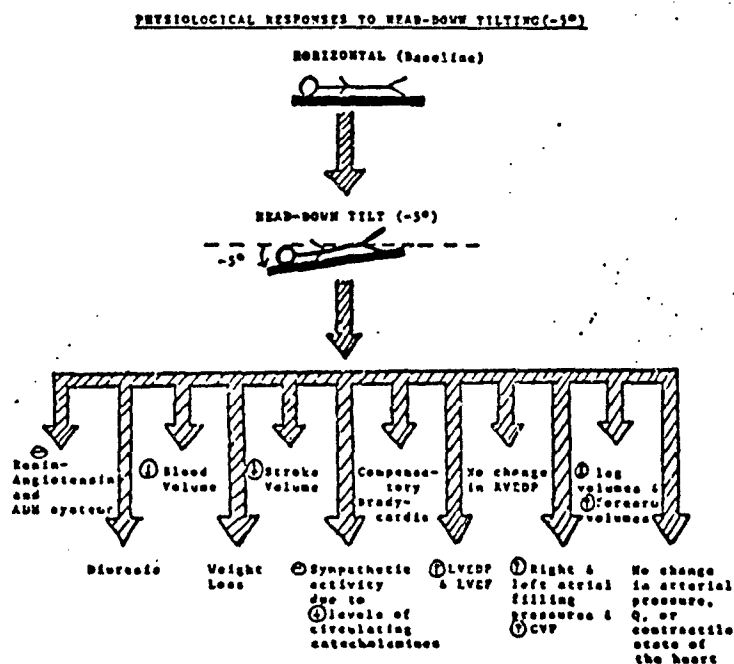 PHYSIOLOGICAL RESPONSES TO HEAD-DOWN TILTING(-5°)
HORIZONTAL (Baseline)
HEAD-DOWN TILT (-5°)
-5°
⊖
Renin-
Angiotensin
and
ADH system
Diuresis
↓ Blood
Volume
Weight
Loss
↓ Stroke
Volume
⊖ Sympathetic
activity
due to
↓ levels of
circulating
catecholamines
Compensa-
tory
Brady-
cardia
↑ LVEDP
& LVEF
No change
in RVEDP
↑ Right &
left atrial
filling
pressures &
↑ CVP
leg
volumes &
↑ forearm
volumes
No change
in arterial
pressure,
Q, or
contractile
state of
the heart